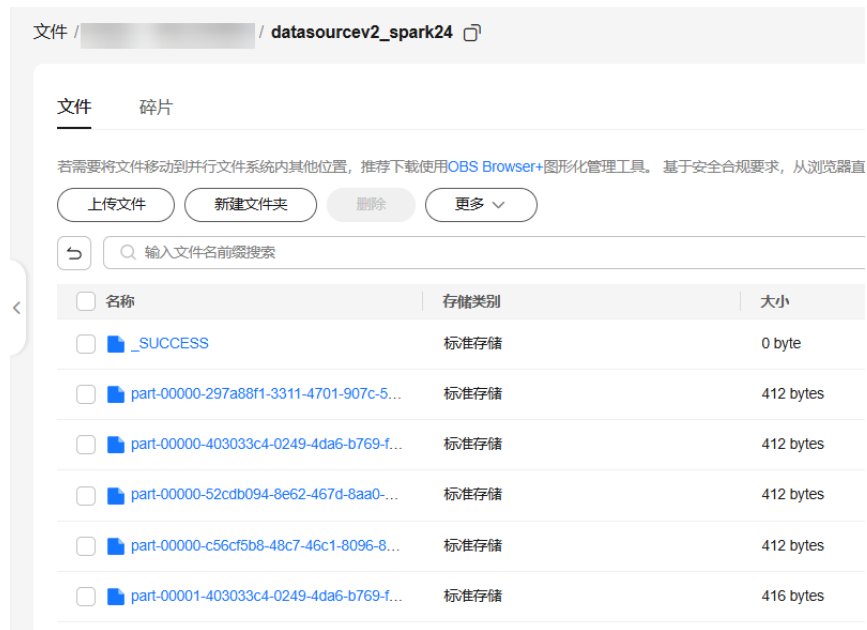 文件 / / datasourcev2_spark24
文件 碎片
若需要将文件移动到并行文件系统内其他位置，推荐下载使用OBS Browser+图形化管理工具。 基于安全合规要求，从浏览器直
上传文件 新建文件夹 删除 更多
输入文件名前缀搜索
名称 存储类别 大小
_SUCCESS 标准存储 0 byte
part-00000-297a88f1-3311-4701-907c-5... 标准存储 412 bytes
part-00000-403033c4-0249-4da6-b769-f... 标准存储 412 bytes
part-00000-52cdb094-8e62-467d-8aa0-... 标准存储 412 bytes
part-00000-c56cf5b8-48c7-46c1-8096-8... 标准存储 412 bytes
part-00001-403033c4-0249-4da6-b769-f... 标准存储 416 bytes